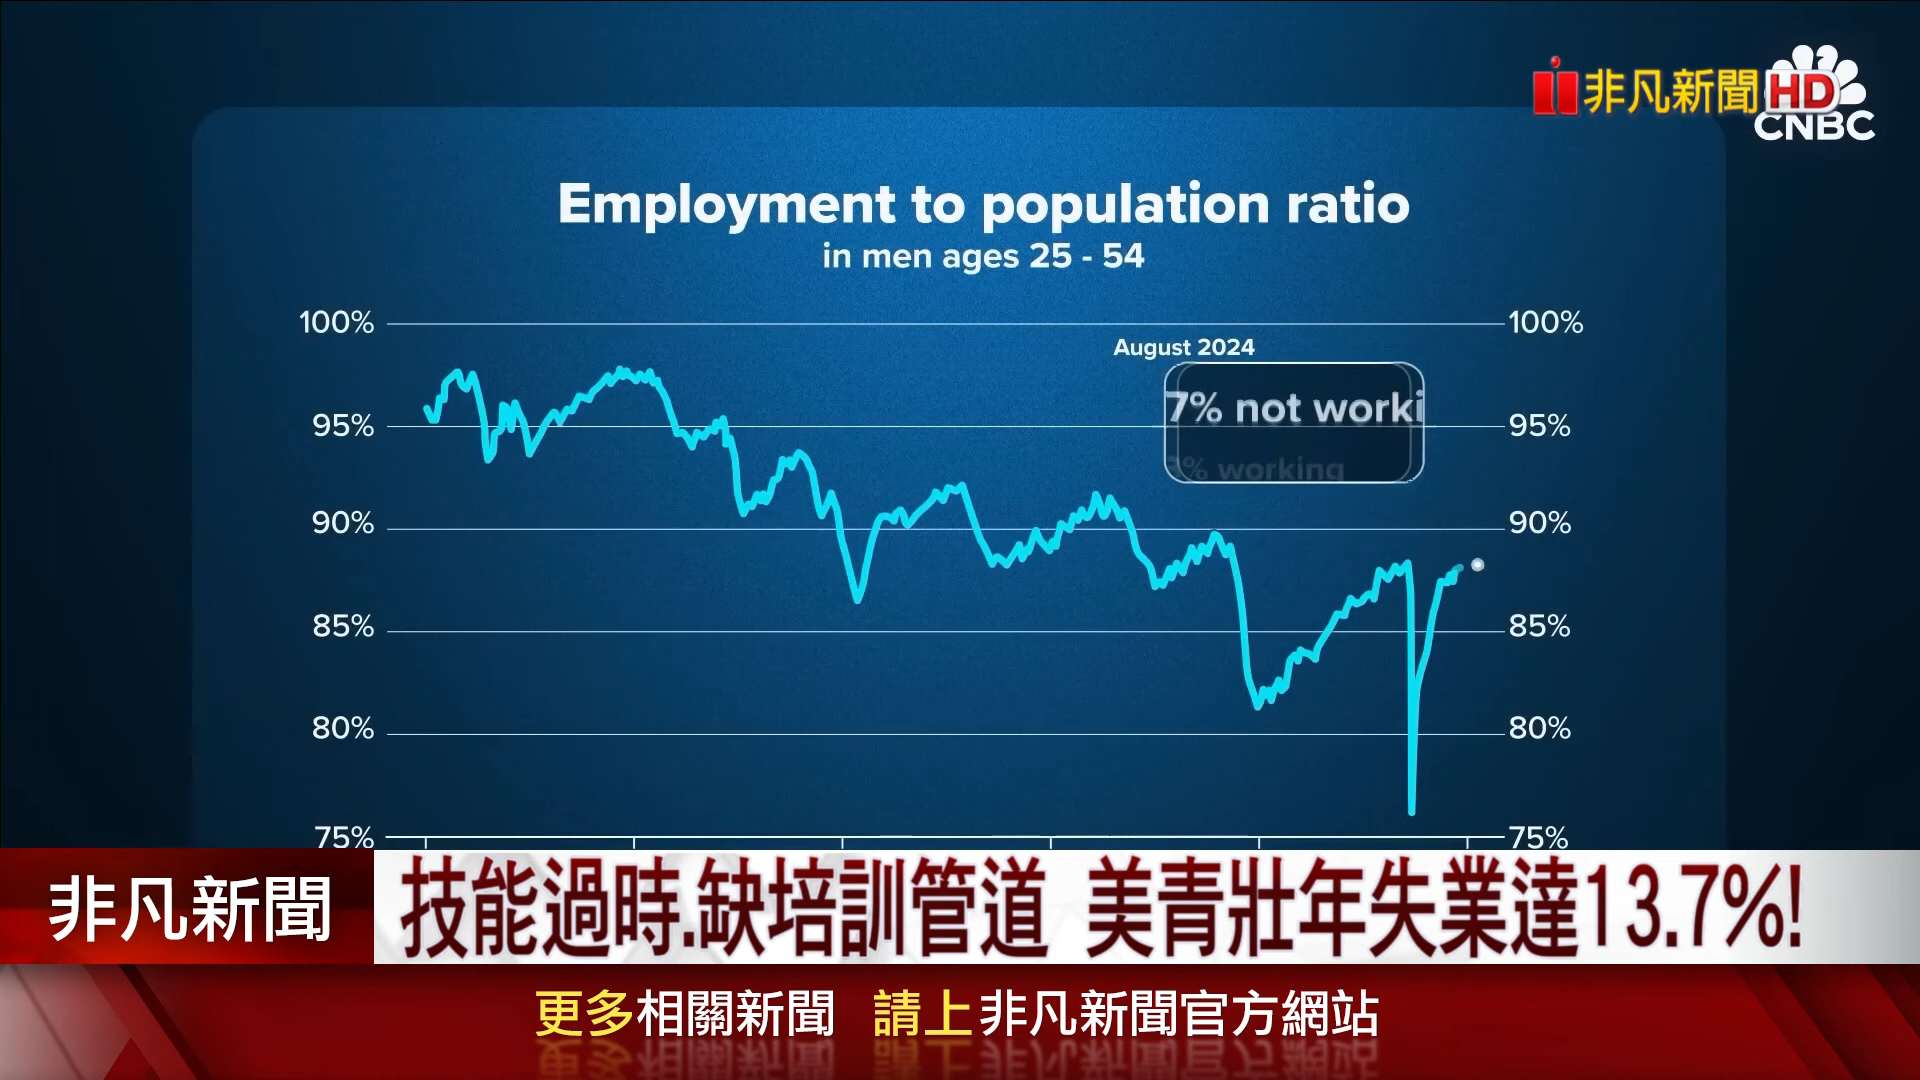 非凡新聞HD
CNBC
Employment to population ratio
in men ages 25 - 54
100% 100%
August 2024
7% not worki
% working
95% 95%
90% 90%
85% 85%
80% 80%
75% 75%
非凡新聞
技能過時.缺培訓管道 美青壯年失業達13.7%!
更多相關新聞 請上非凡新聞官方網站